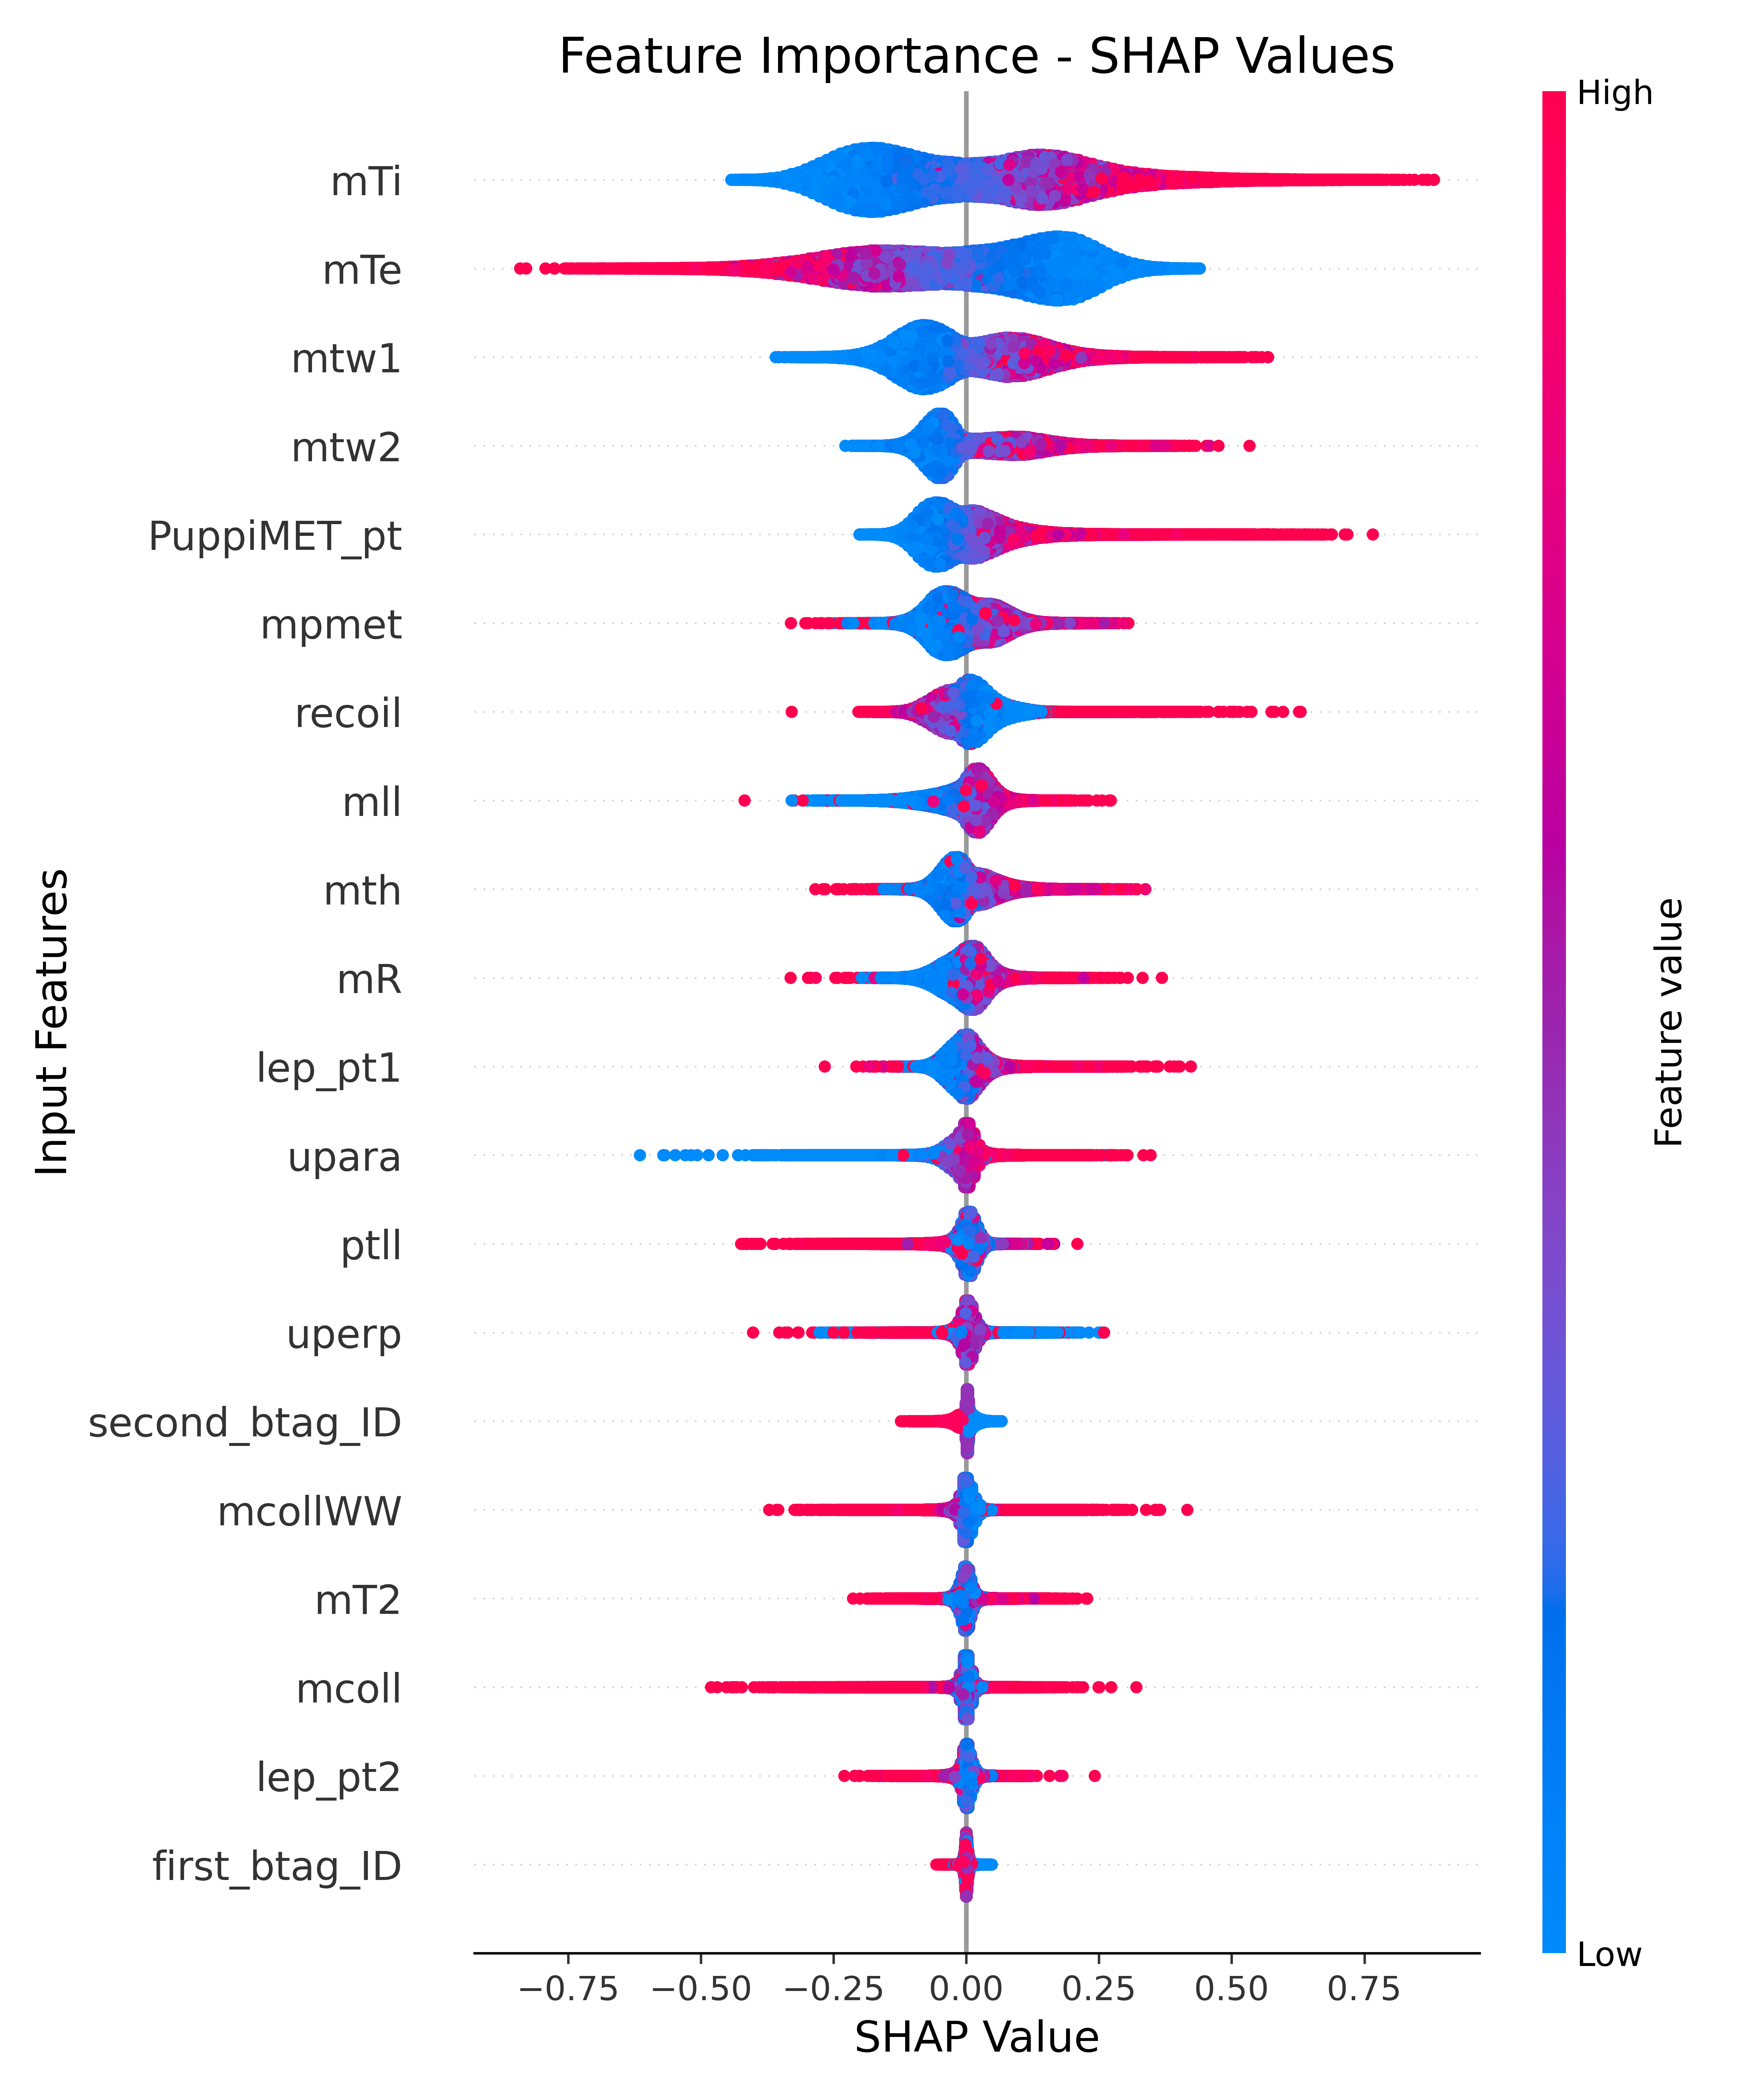 Feature Importance - SHAP Values
High
mTi
mTe
mtw1
mtw2
PuppiMET_pt
mpmet
recoil
mll
mth
mR
lep_pt1
upara
ptll
uperp
second_btag_ID
mcollWW
mT2
mcoll
lep_pt2
first_btag_ID
Input Features
Feature value
Low
−0.75 −0.50 −0.25 0.00 0.25 0.50 0.75
SHAP Value